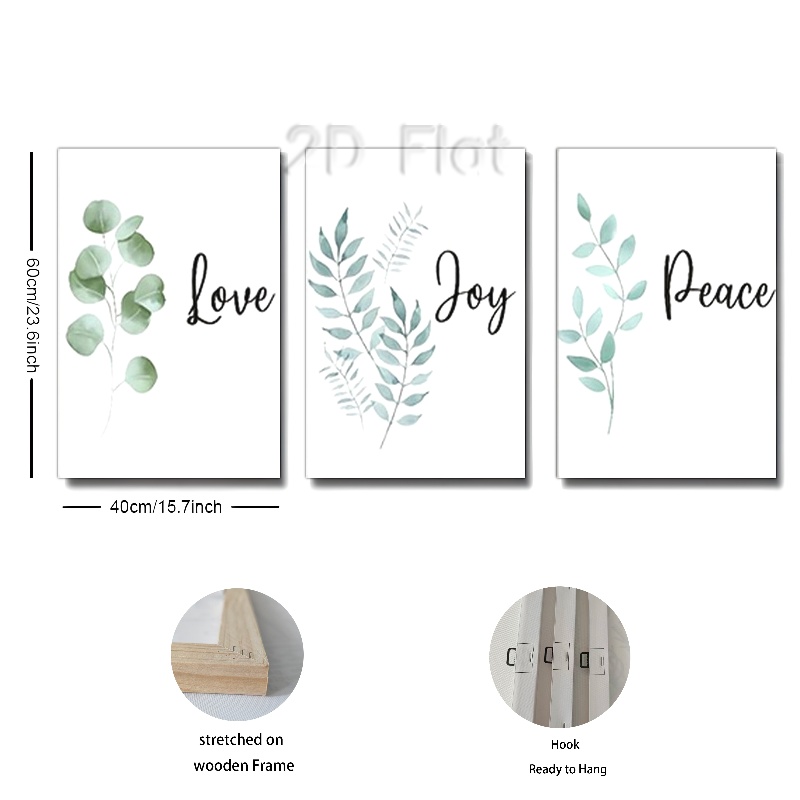 2D Flat
Love
Joy
Peace
60cm/23.6inch
40cm/15.7inch
stretched on
wooden Frame
Hook
Ready to Hang